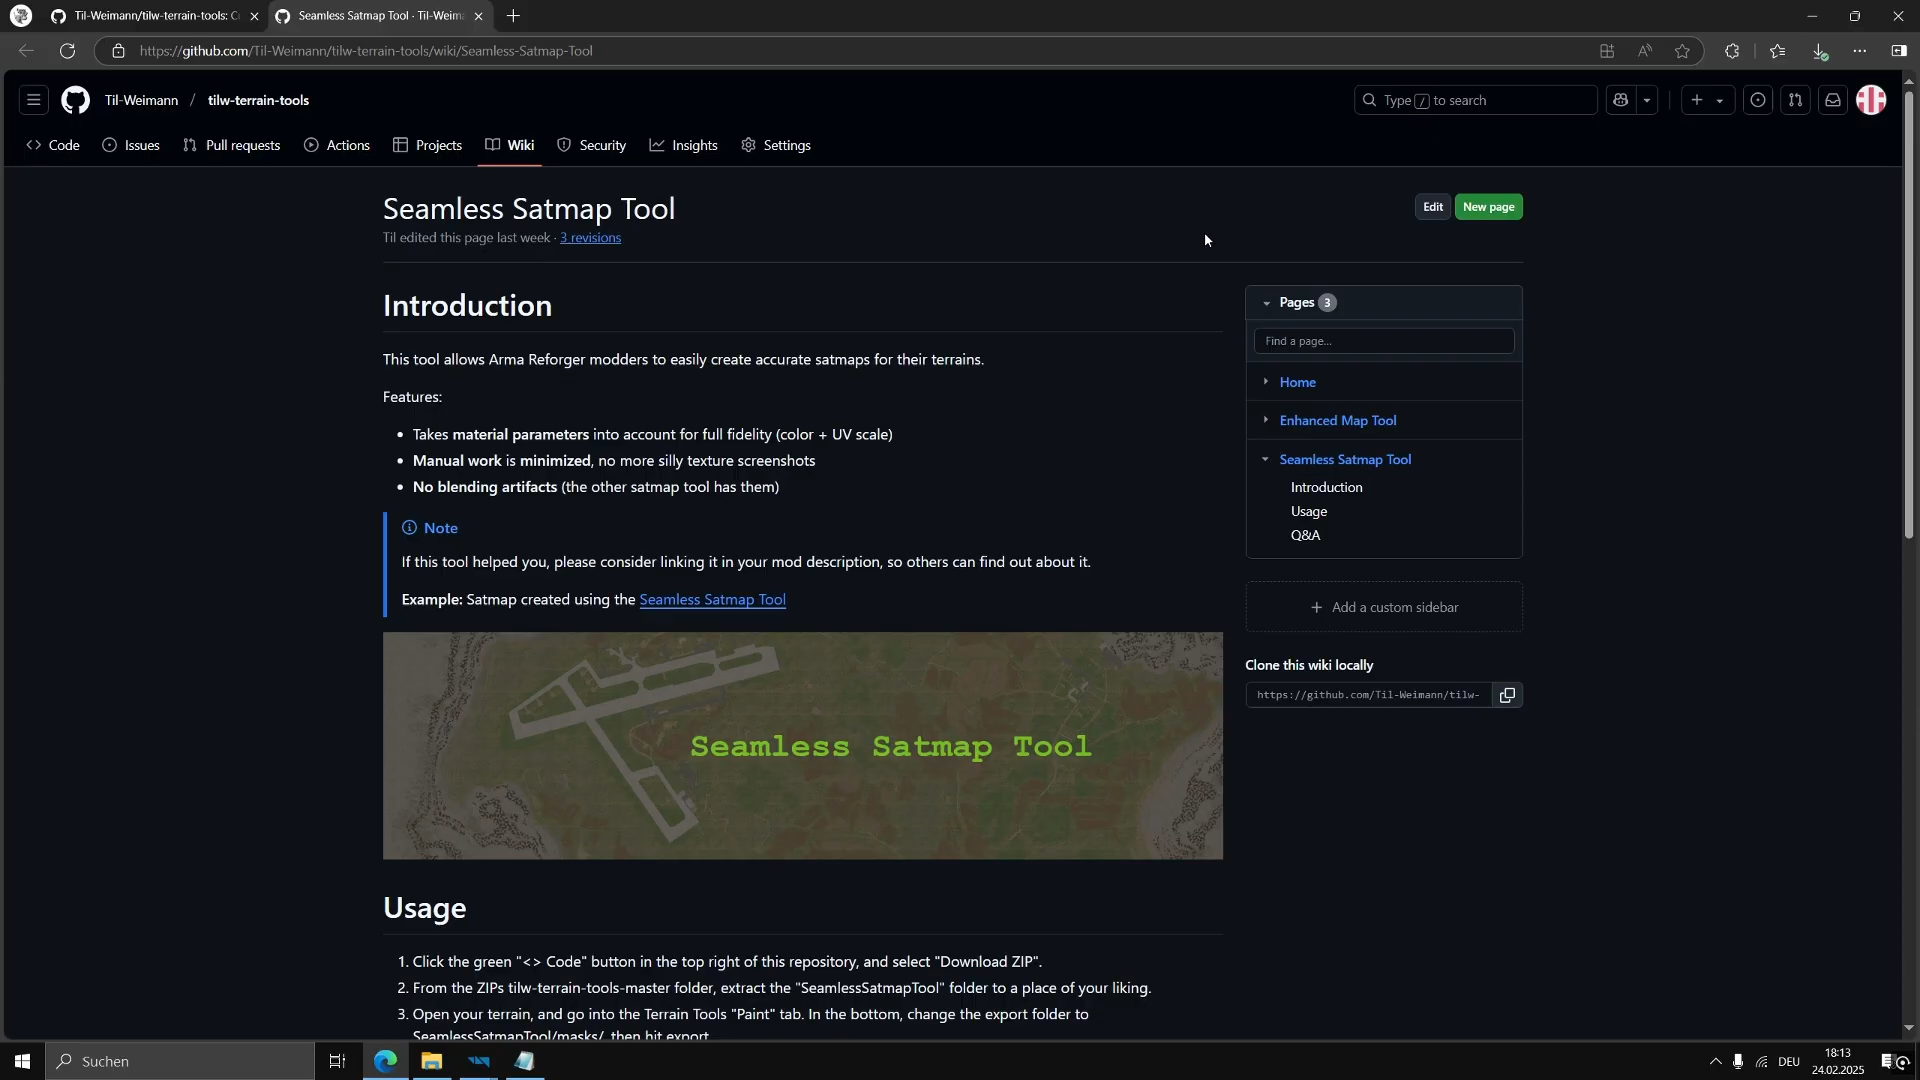 Til-Weimann/tilw-terrain-tools: C
Seamless Satmap Tool · Til-Weim
https://github.com/Til-Weimann/tilw-terrain-tools/wiki/Seamless-Satmap-Tool
Til-Weimann / tilw-terrain-tools
Type / to search
Code
Issues
Pull requests
Actions
Projects
Wiki
Security
Insights
Settings
Seamless Satmap Tool
Til edited this page last week · 3 revisions
Edit
New page
Introduction
This tool allows Arma Reforger modders to easily create accurate satmaps for their terrains.
Features:
• Takes material parameters into account for full fidelity (color + UV scale)
• Manual work is minimized, no more silly texture screenshots
• No blending artifacts (the other satmap tool has them)
Note
If this tool helped you, please consider linking it in your mod description, so others can find out about it.
Example: Satmap created using the Seamless Satmap Tool
Seamless Satmap Tool
Usage
1. Click the green "<> Code" button in the top right of this repository, and select "Download ZIP".
2. From the ZIPs tilw-terrain-tools-master folder, extract the "SeamlessSatmapTool" folder to a place of your liking.
3. Open your terrain, and go into the Terrain Tools "Paint" tab. In the bottom, change the export folder to
SeamlessSatmapTool/masks/, then hit export
Pages 3
Find a page...
Home
Enhanced Map Tool
Seamless Satmap Tool
Introduction
Usage
Q&A
+ Add a custom sidebar
Clone this wiki locally
https://github.com/Til-Weimann/tilw-
Suchen
DEU
18:13
24.02.2025